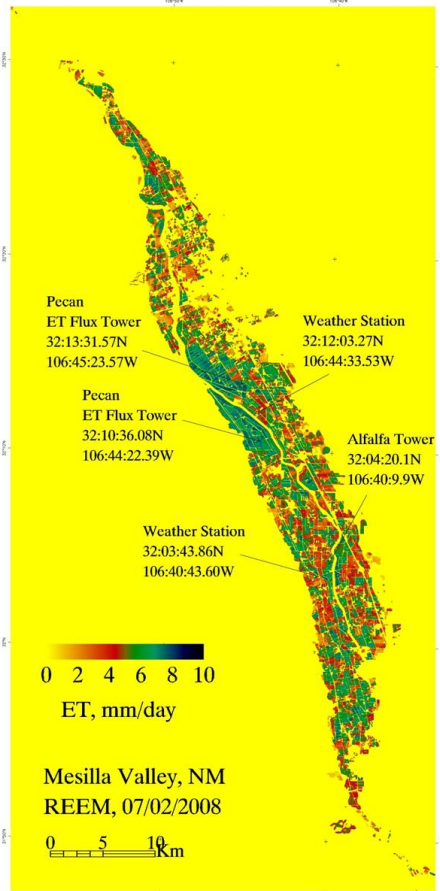 Pecan
ET Flux Tower
32:13:31.57N
106:45:23.57W
Weather Station
32:12:03.27N
106:44:33.53W
Pecan
ET Flux Tower
32:10:36.08N
106:44:22.39W
Alfalfa Tower
32:04:20.1N
106:40:9.9W
Weather Station
32:03:43.86N
106:40:43.60W
0 2 4 6 8 10
ET, mm/day
Mesilla Valley, NM
REEM, 07/02/2008
0 5 10
Km